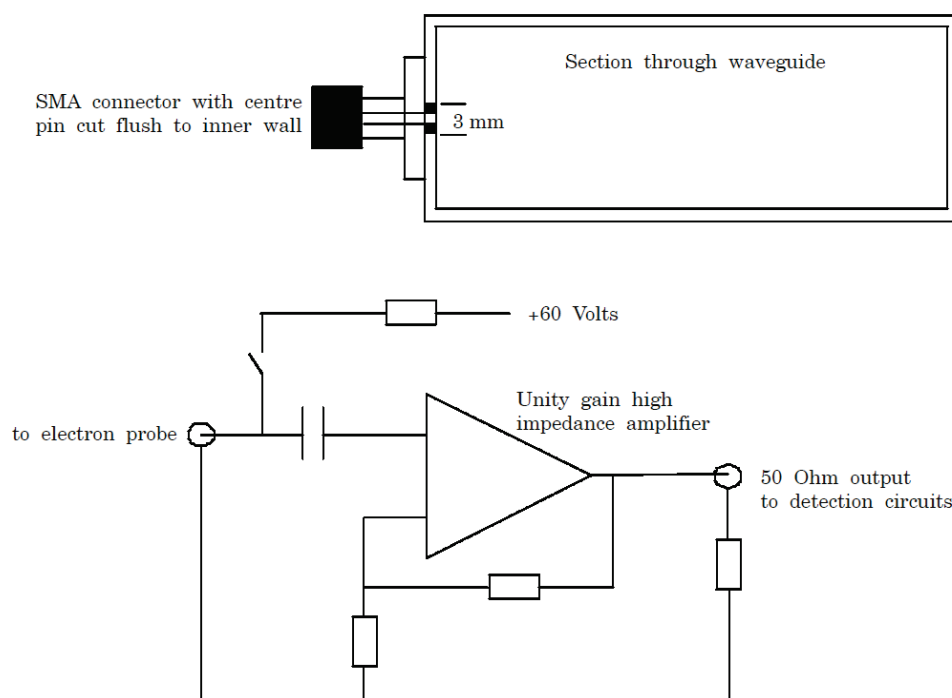 Section through waveguide
SMA connector with centre
pin cut flush to inner wall
3 mm
+60 Volts
Unity gain high
impedance amplifier
to electron probe
50 Ohm output
to detection circuits